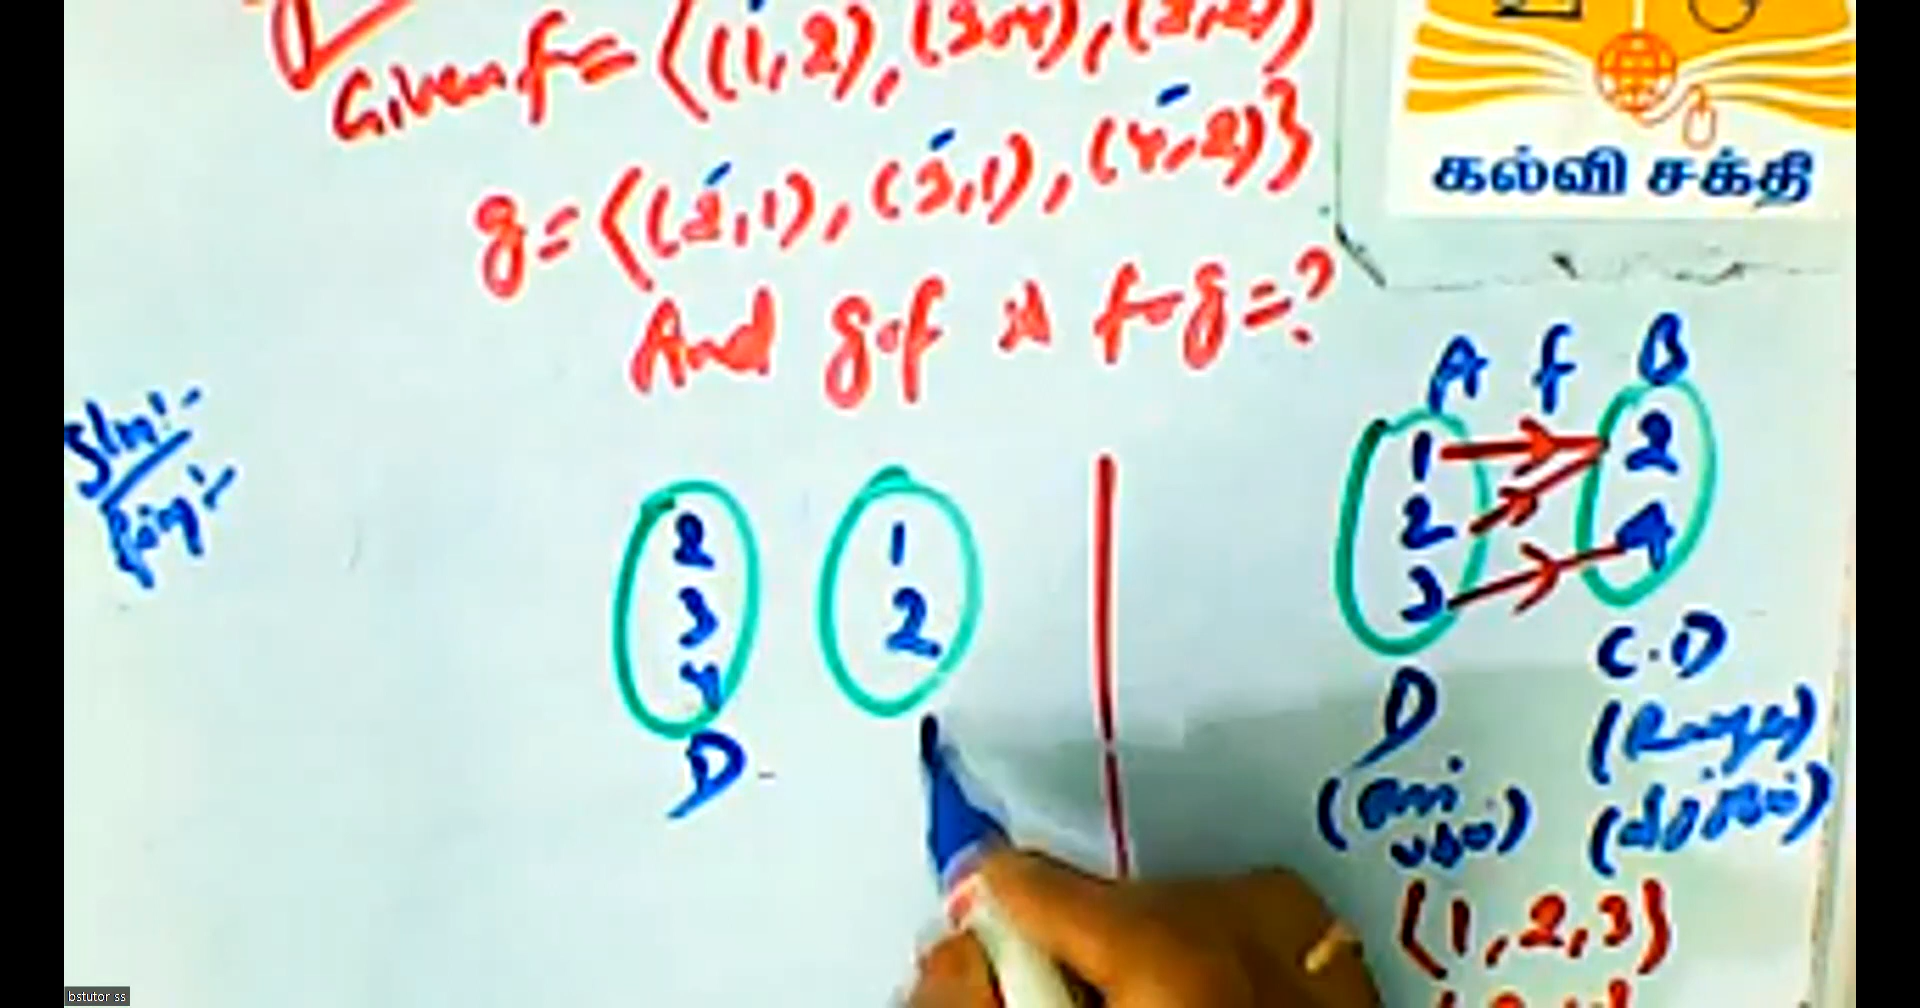 Given f = {(1,2), (3,4), (2,2)}
g = {(2,1), (3,1), (4,2)}
And gof is fog = ?
கல்வி சக்தி
Sln:-
A f B
1 2
2 4
3
2 1
3 2
4
D
C.D
D (Range)
{1,2,3}
bstutor ss